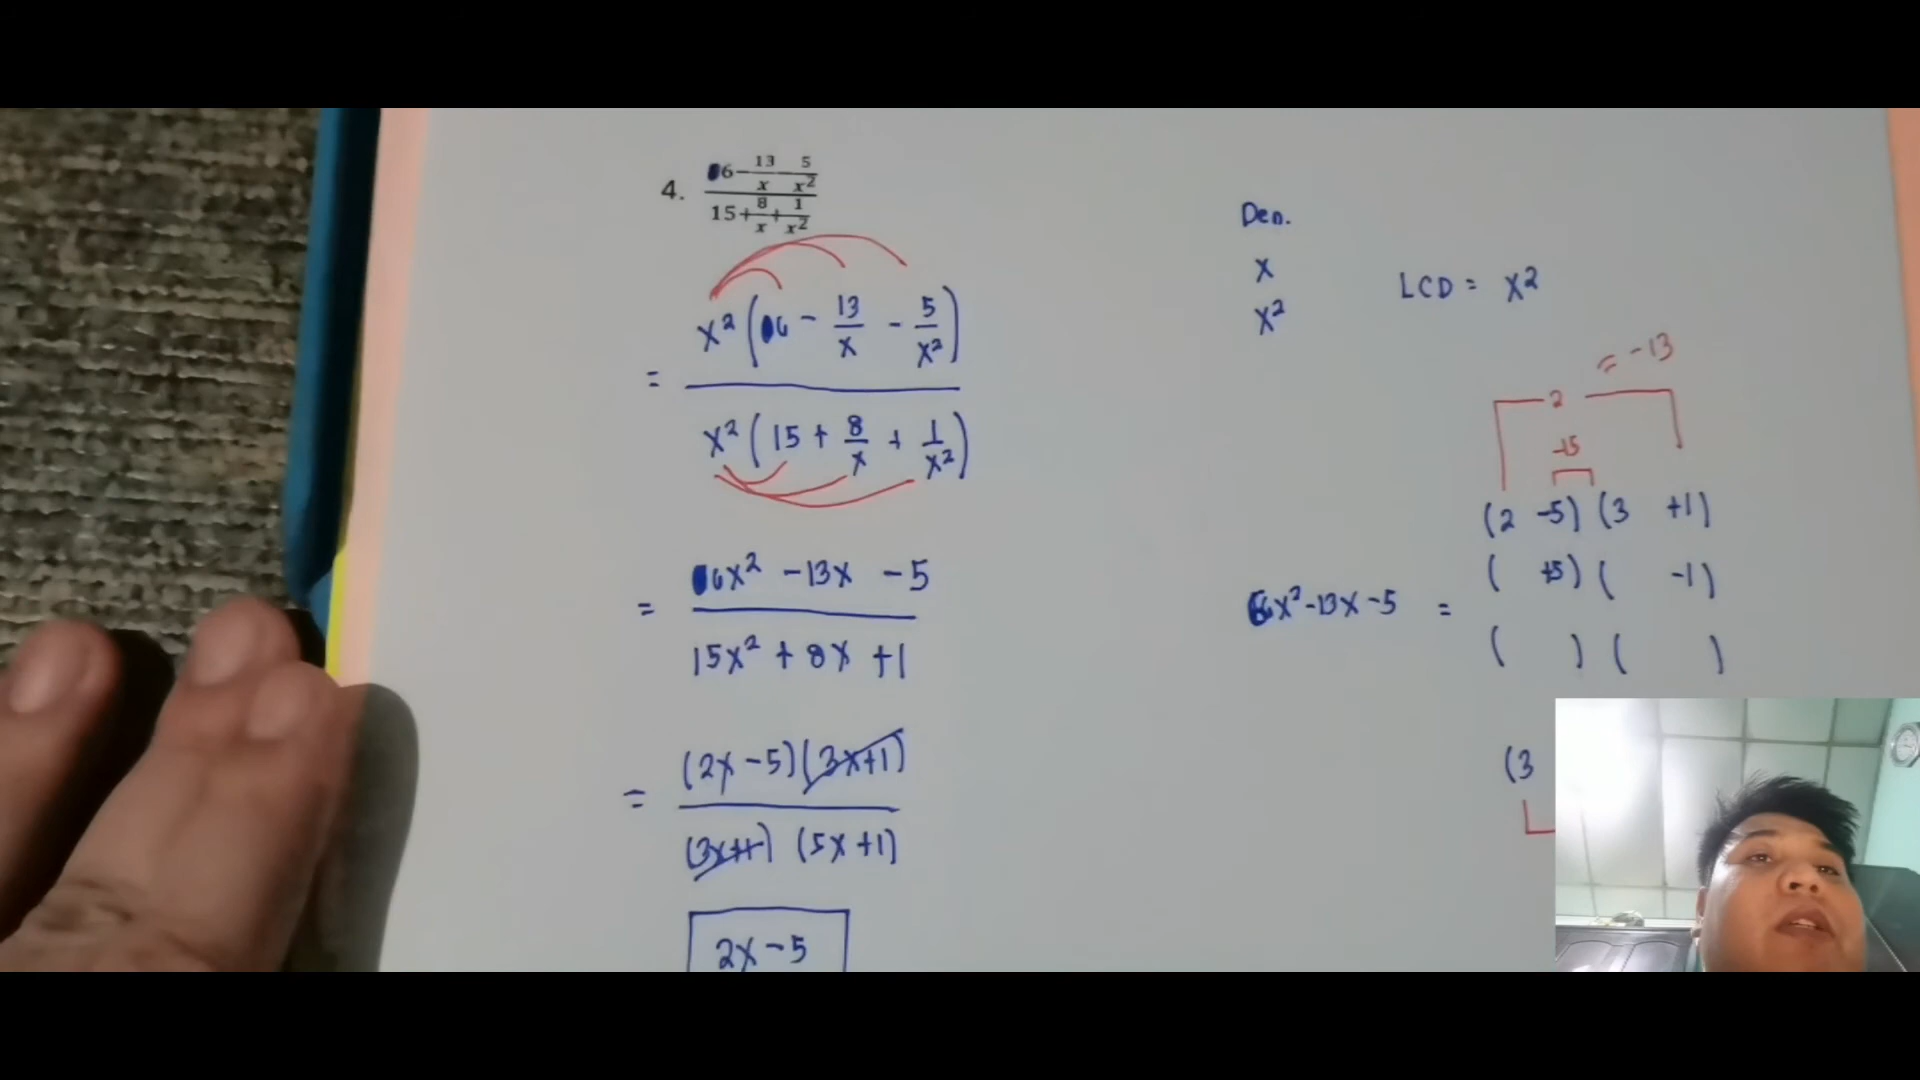 4. 6-13/x-5/x²
15+8/x+1/x²
= x²(6 - 13/x - 5/x²)
x²(15 + 8/x + 1/x²)
= 6x² -13x -5
15x² + 8x +1
= (2x-5)(3x+1)
(3x+1) (5x+1)
2x-5
Den.
x
x²
LCD = x²
= -13
2
-15
(2 -5) (3 +1)
( +5) ( -1)
6x²-13x-5 =
( ) ( )
(3